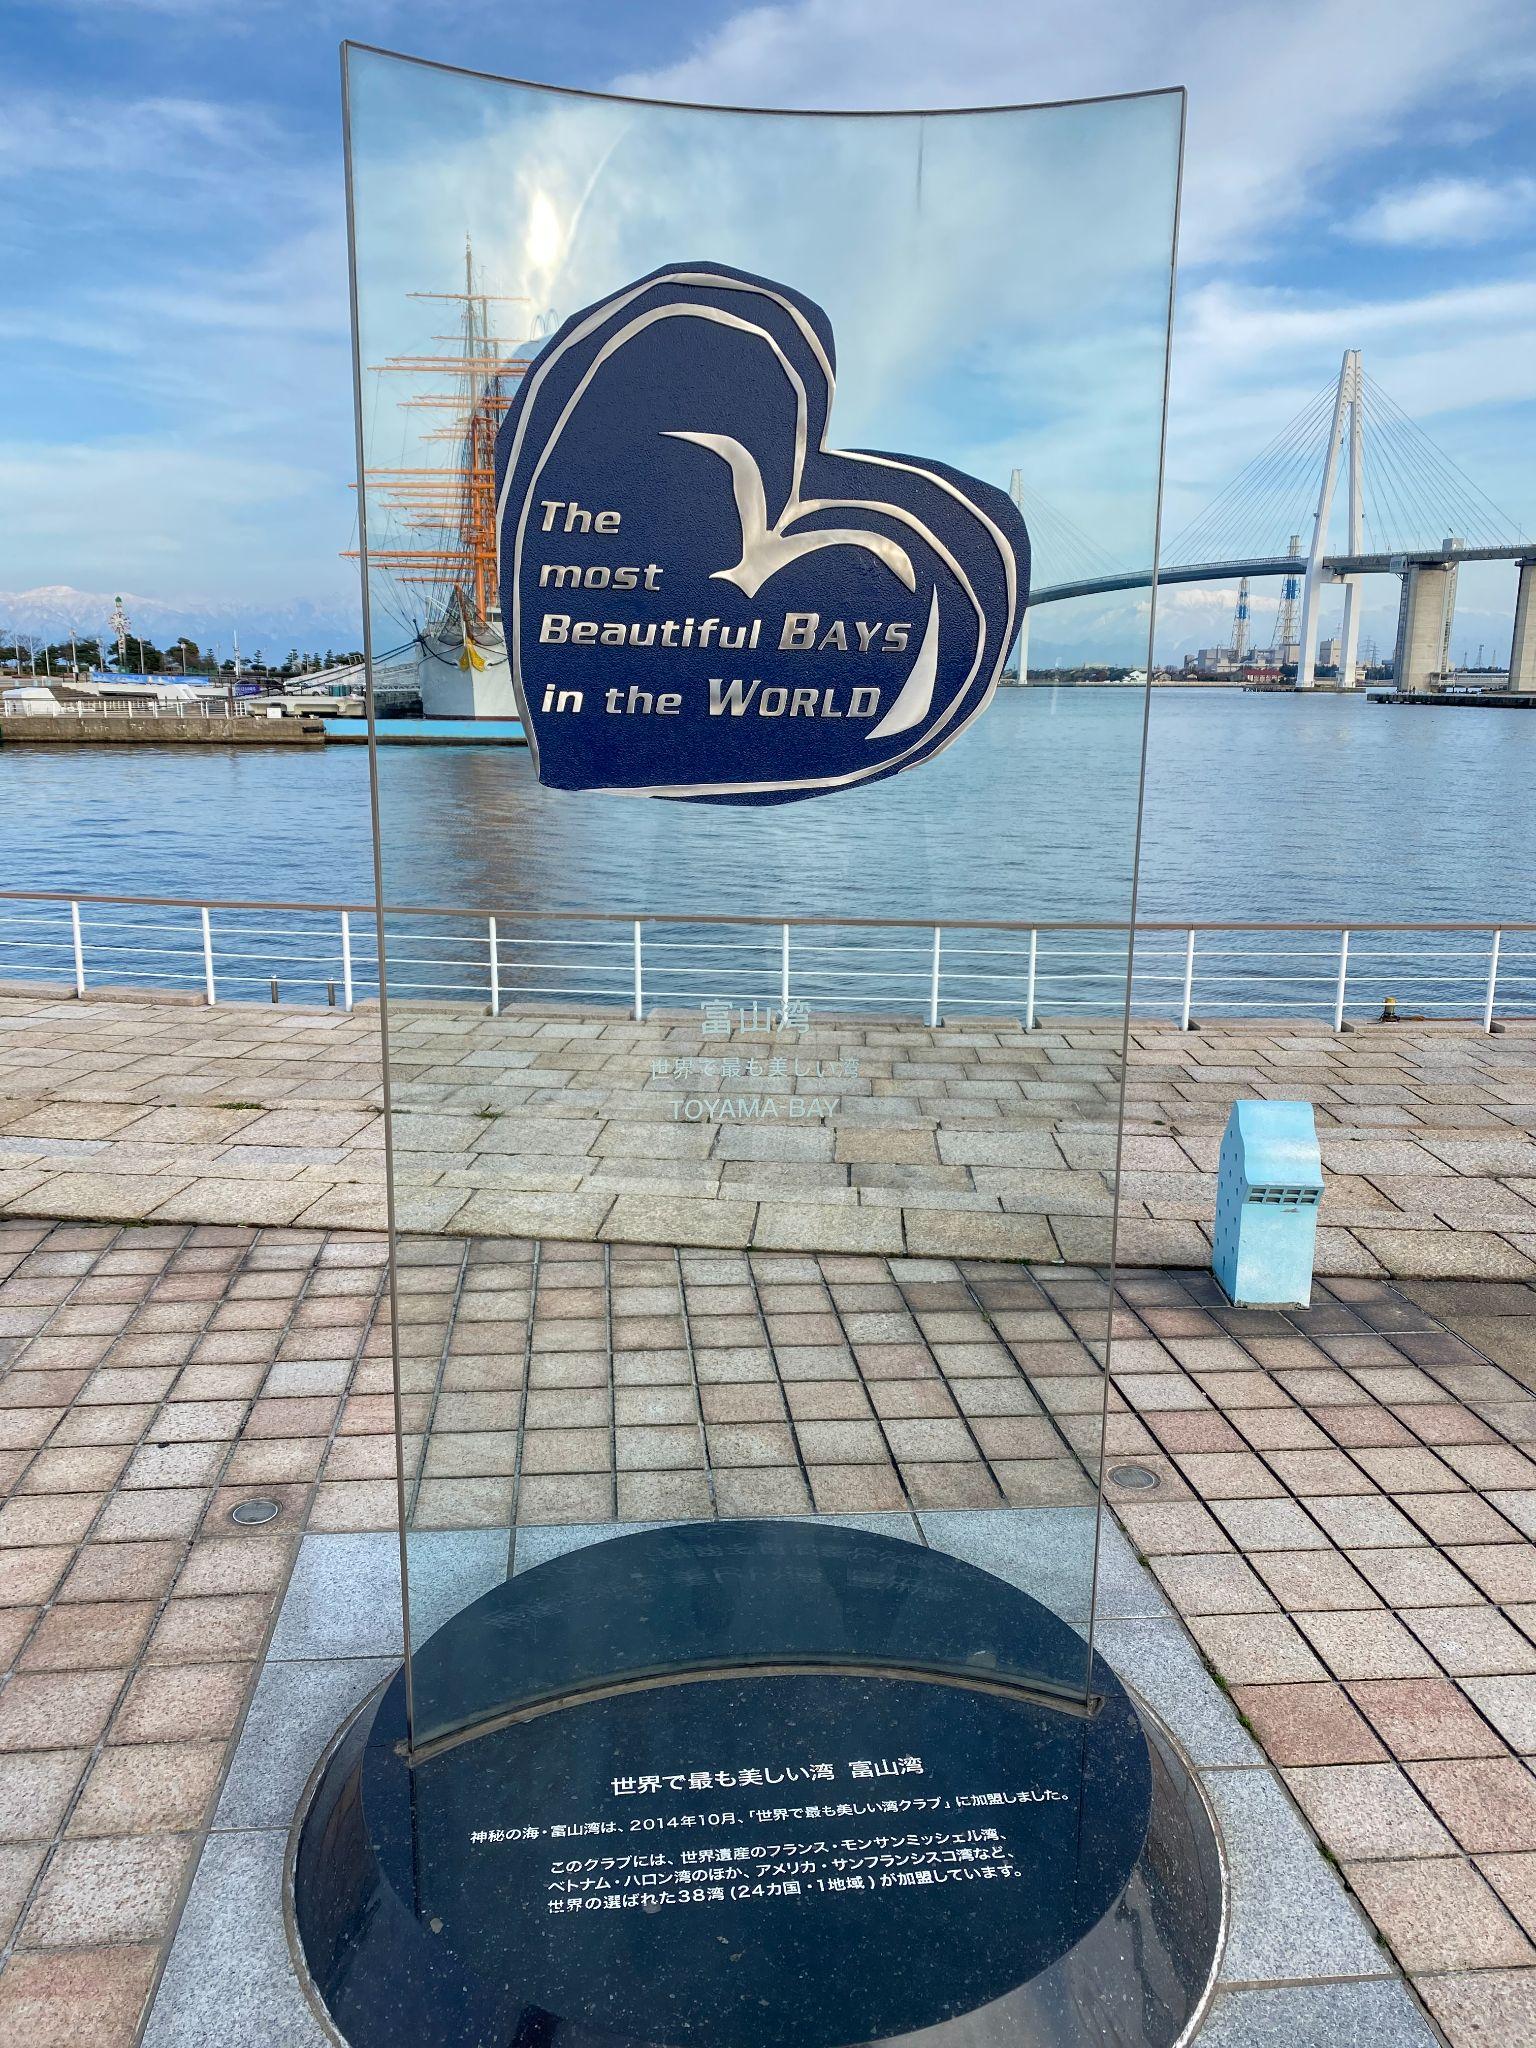 The
most
Beautiful BAYS
in the WORLD
富山湾
世界で最も美しい湾
TOYAMA BAY
世界で最も美しい湾 富山湾
神秘の海・富山湾は、2014年10月、「世界で最も美しい湾クラブ」に加盟しました。
このクラブには、世界遺産のフランス・モンサンミッシェル湾、
ベトナム・ハロン湾のほか、アメリカ・サンフランシスコ湾など、
世界の選ばれた38湾(24カ国・1地域)が加盟しています。